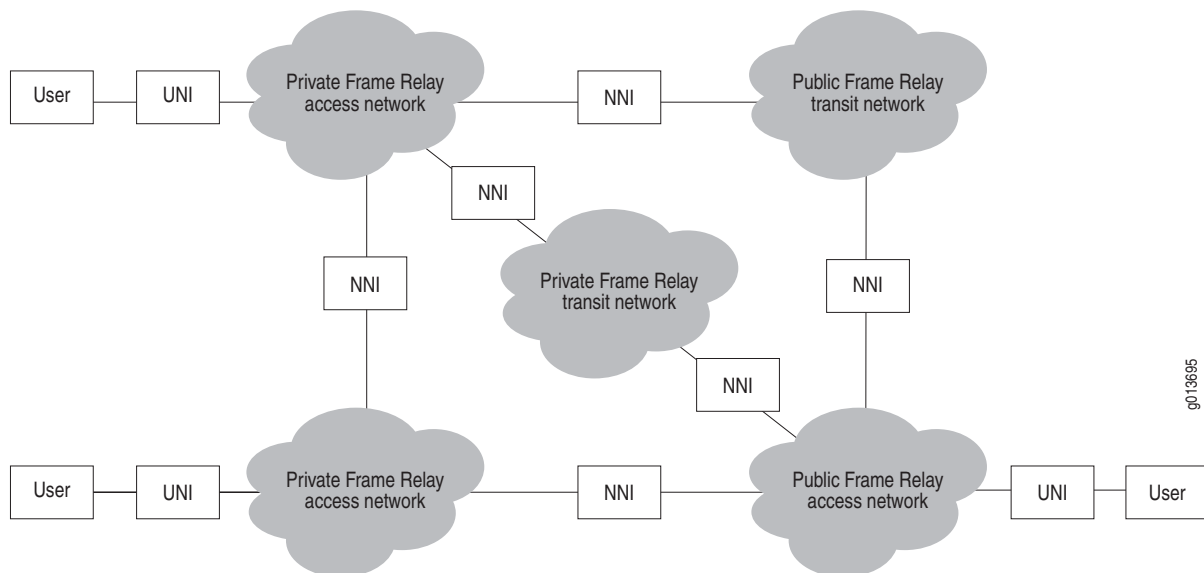 User
UNI
Private Frame Relay
access network
NNI
Public Frame Relay
transit network
NNI
NNI
Private Frame Relay
transit network
NNI
NNI
g013695
User
UNI
Private Frame Relay
access network
NNI
Public Frame Relay
access network
UNI
User